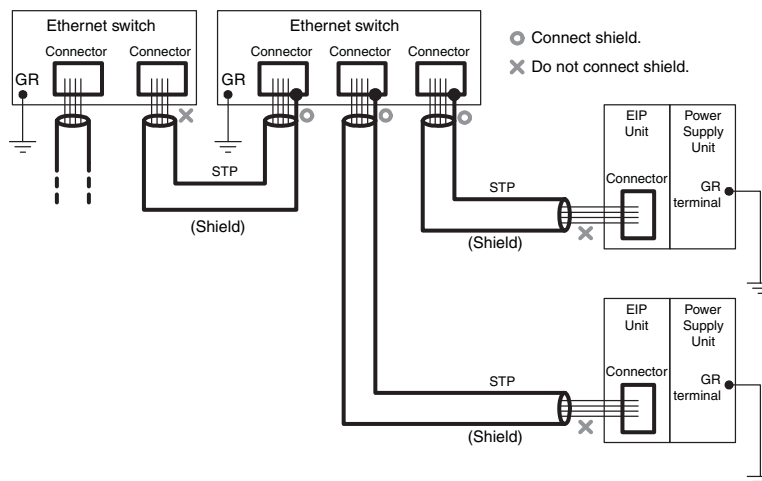 Ethernet switch
Connector
Connector
GR
Ethernet switch
Connector
Connector
Connector
GR
Connect shield.
Do not connect shield.
STP
(Shield)
STP
(Shield)
EIP
Unit
Connector
Power
Supply
Unit
GR
terminal
STP
(Shield)
EIP
Unit
Connector
Power
Supply
Unit
GR
terminal